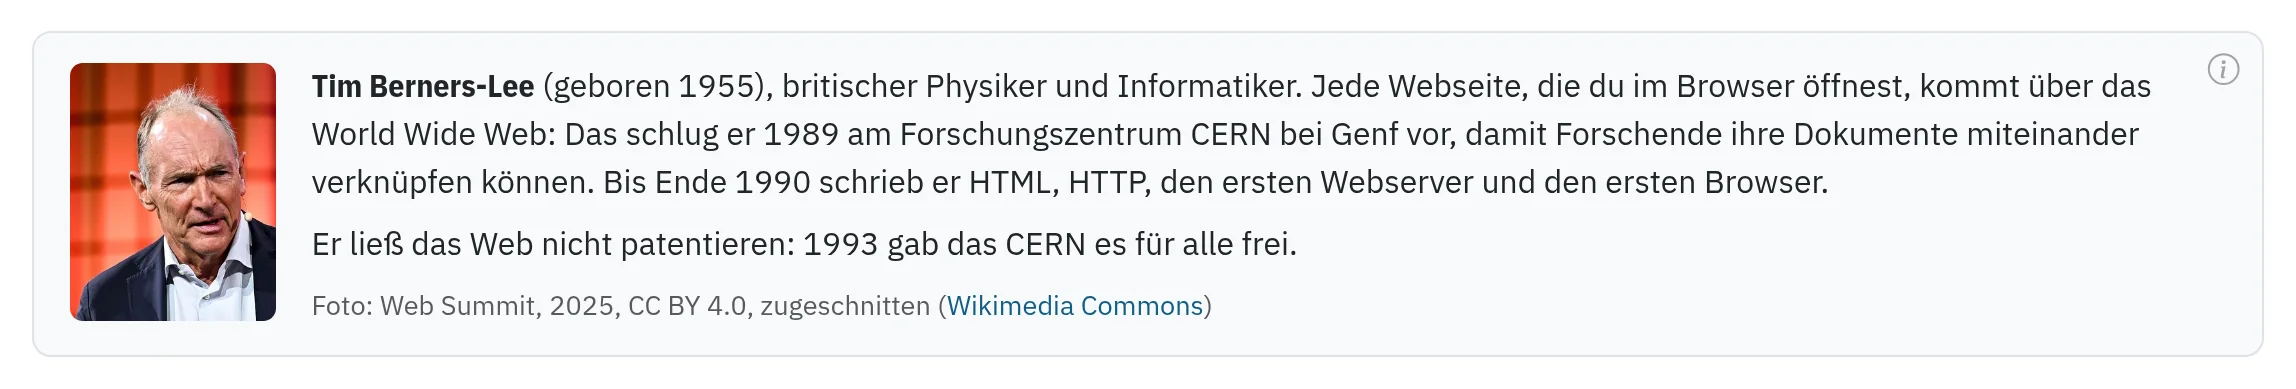 Tim Berners-Lee (geboren 1955), britischer Physiker und Informatiker. Jede Webseite, die du im Browser öffnest, kommt über das
World Wide Web: Das schlug er 1989 am Forschungszentrum CERN bei Genf vor, damit Forschende ihre Dokumente miteinander
verknüpfen können. Bis Ende 1990 schrieb er HTML, HTTP, den ersten Webserver und den ersten Browser.
Er ließ das Web nicht patentieren: 1993 gab das CERN es für alle frei.
Foto: Web Summit, 2025, CC BY 4.0, zugeschnitten (Wikimedia Commons)